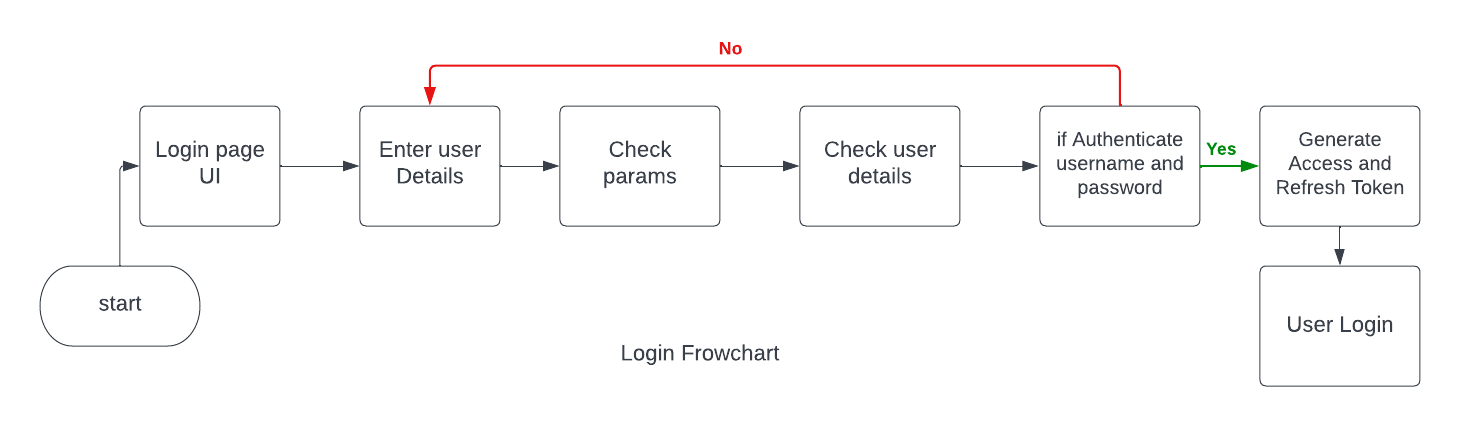 No
Login page
UI
Enter user
Details
Check
params
Check user
details
if Authenticate
username and
password
Yes
Generate
Access and
Refresh Token
start
User Login
Login Frowchart